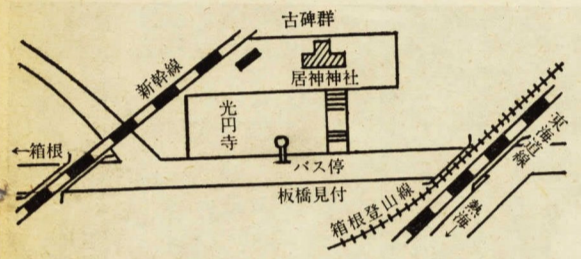 古碑群
新幹線
居神神社
光円寺
←箱根
バス停
板橋見付
箱根登山線
東海道線
熱海